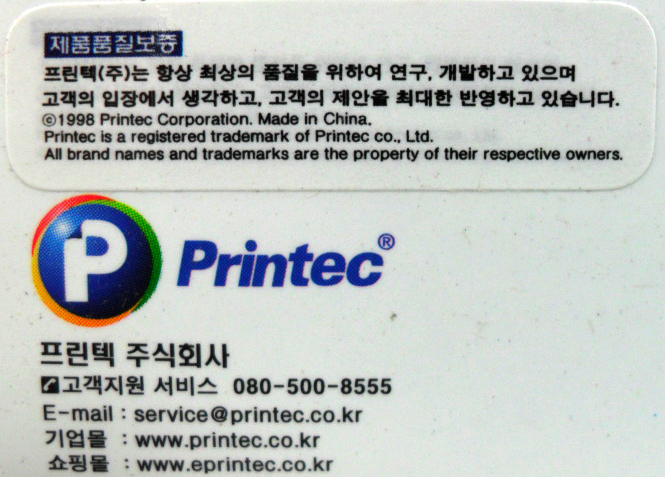 제품품질보증
프린텍(주)는 항상 최상의 품질을 위하여 연구, 개발하고 있으며
고객의 입장에서 생각하고, 고객의 제안을 최대한 반영하고 있습니다.
©1998 Printec Corporation. Made in China.
Printec is a registered trademark of Printec co., Ltd.
All brand names and trademarks are the property of their respective owners.
P Printec®
프린텍 주식회사
고객지원 서비스 080-500-8555
E-mail : service@printec.co.kr
기업몰 : www.printec.co.kr
쇼핑몰 : www.eprintec.co.kr